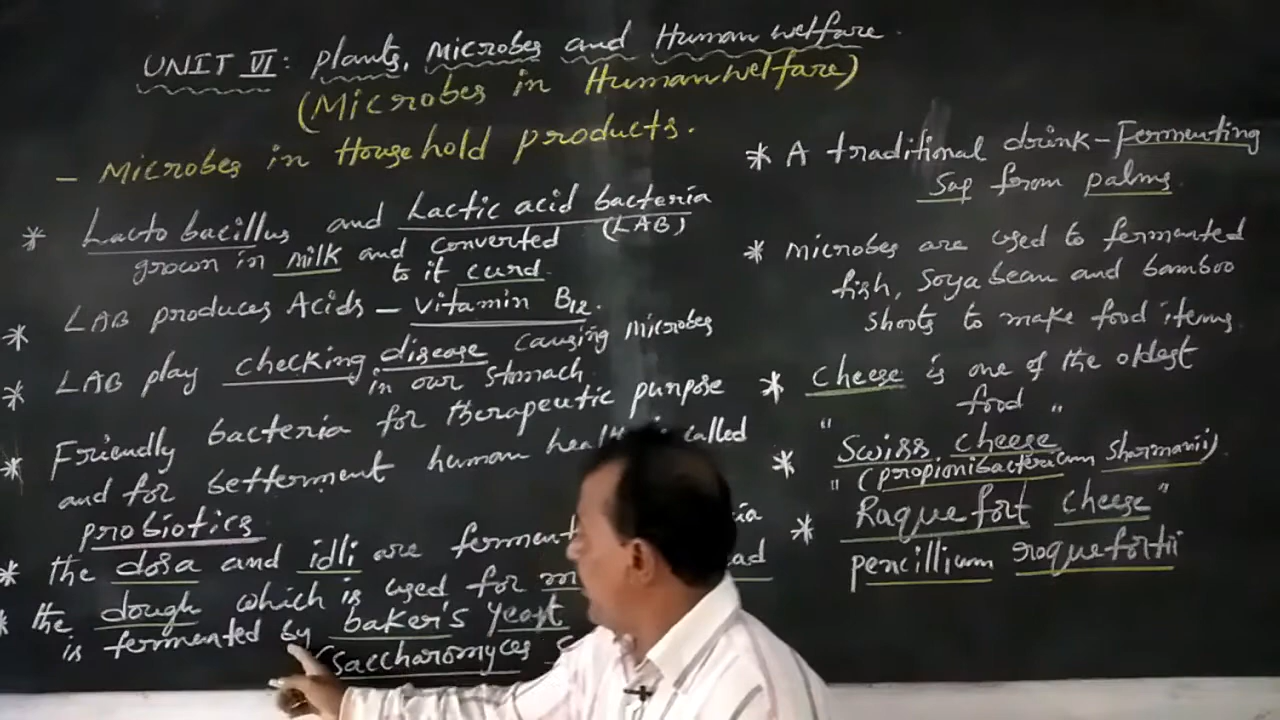 UNIT VI: plants, Microbes and Human welfare.
(Microbes in Human welfare)
- Microbes in Household products.
* Lacto bacillus and Lactic acid bacteria
(LAB)
grown in milk and converted
to it curd.
* LAB produces Acids - vitamin B12.
* LAB play checking disease causing microbes
in our stomach
* Friendly bacteria for therapeutic purpose
and for betterment human is called
probiotics
* the dosa and idli are
* the dough which is used for
is fermented by baker's yeast
(saccharomyces
* A traditional drink - Fermenting
Sap from palms.
* microbes are used to fermented
fish, soya bean and bamboo
shoots to make food items.
* cheese is one of the oldest
food "
* "Swiss cheese
" (propionibacterium sharmanii)
* Raquefort cheese"
pencillium roquefortii